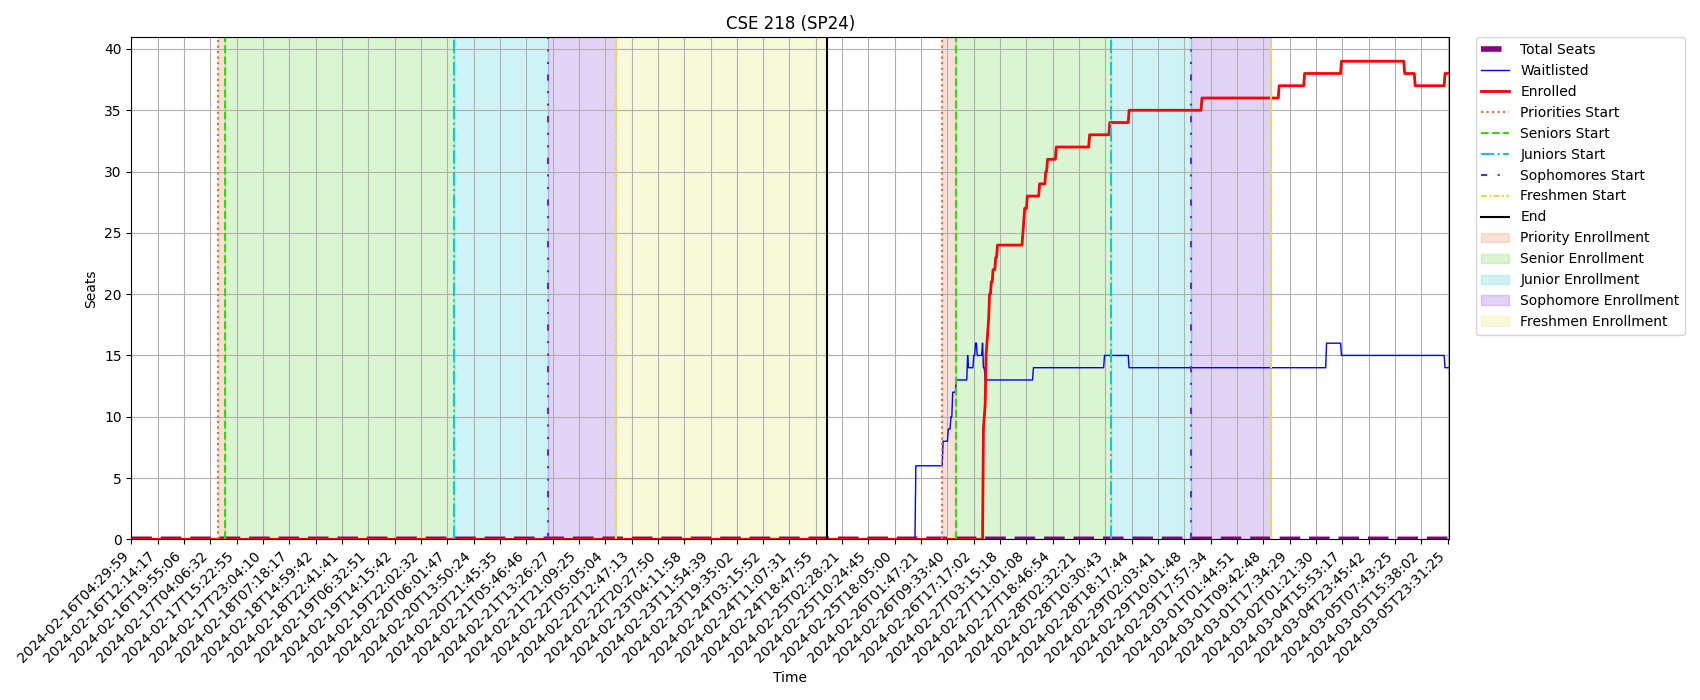 CSE 218 (SP24)
Seats
40
35
30
25
20
15
10
5
0
2024-02-16T04:29:59
2024-02-16T12:14:17
2024-02-16T19:55:06
2024-02-17T04:06:32
2024-02-17T15:22:55
2024-02-17T23:04:10
2024-02-18T07:18:17
2024-02-18T14:59:42
2024-02-18T22:41:41
2024-02-19T06:32:51
2024-02-19T14:15:42
2024-02-19T22:02:32
2024-02-20T06:01:47
2024-02-20T13:50:24
2024-02-20T21:45:35
2024-02-21T05:46:46
2024-02-21T13:26:27
2024-02-21T21:09:25
2024-02-22T05:05:04
2024-02-22T12:47:13
2024-02-22T20:27:50
2024-02-23T04:11:58
2024-02-23T11:54:39
2024-02-23T19:35:02
2024-02-24T03:15:52
2024-02-24T11:07:31
2024-02-24T18:47:55
2024-02-25T02:28:21
2024-02-25T10:24:45
2024-02-25T18:05:00
2024-02-26T01:47:21
2024-02-26T09:33:40
2024-02-26T17:17:02
2024-02-27T03:15:18
2024-02-27T11:01:08
2024-02-27T18:46:54
2024-02-28T02:32:21
2024-02-28T10:30:43
2024-02-28T18:17:44
2024-02-29T02:03:41
2024-02-29T10:01:48
2024-02-29T17:57:34
2024-03-01T01:44:51
2024-03-01T09:42:48
2024-03-01T17:34:29
2024-03-02T01:21:30
2024-03-04T15:53:17
2024-03-04T23:45:42
2024-03-05T07:43:25
2024-03-05T15:38:02
2024-03-05T23:31:25
Time
Total Seats
Waitlisted
Enrolled
Priorities Start
Seniors Start
Juniors Start
Sophomores Start
Freshmen Start
End
Priority Enrollment
Senior Enrollment
Junior Enrollment
Sophomore Enrollment
Freshmen Enrollment